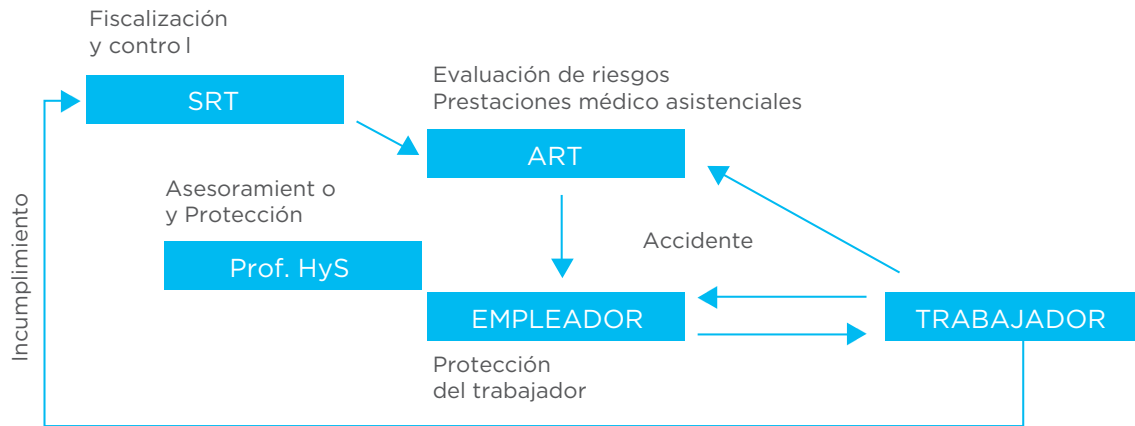 Fiscalización
y contro l
SRT
Evaluación de riesgos
Prestaciones médico asistenciales
ART
Asesoramient o
y Protección
Prof. HyS
Accidente
EMPLEADOR
TRABAJADOR
Protección
del trabajador
Incumplimiento